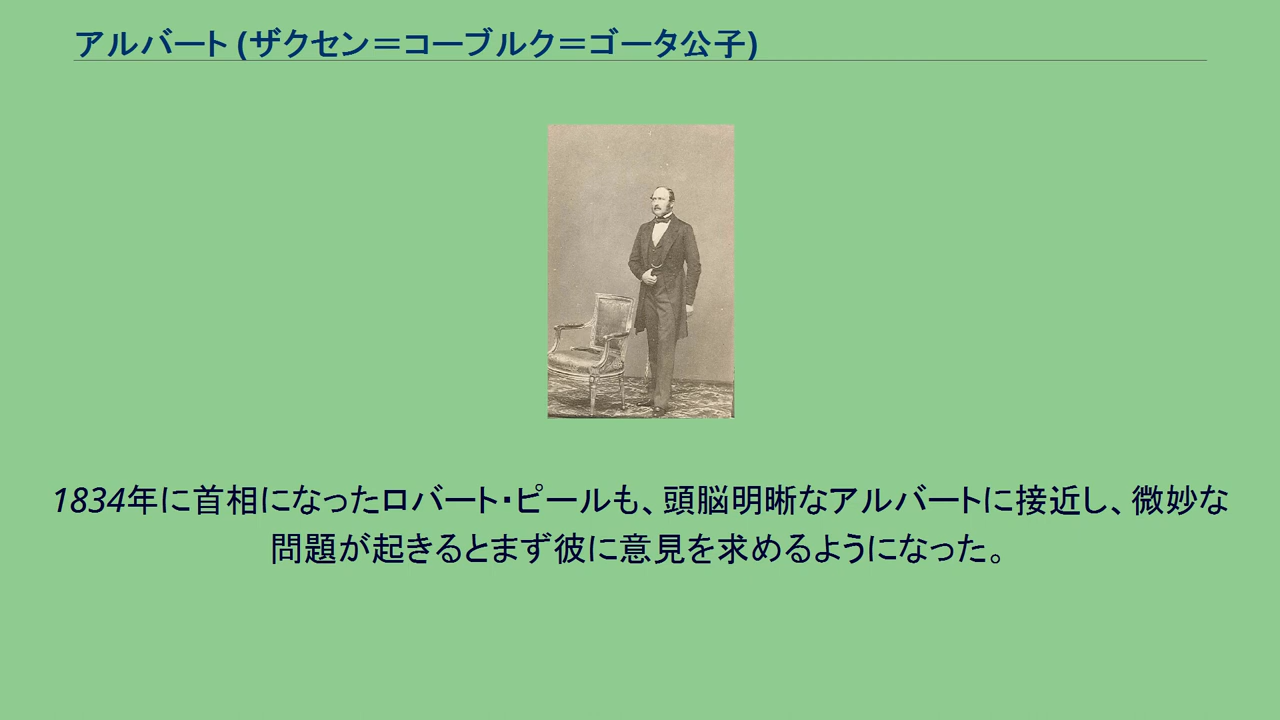 アルバート (ザクセン＝コーブルク＝ゴータ公子)
1834年に首相になったロバート・ピールも、頭脳明晰なアルバートに接近し、微妙な
問題が起きるとまず彼に意見を求めるようになった。